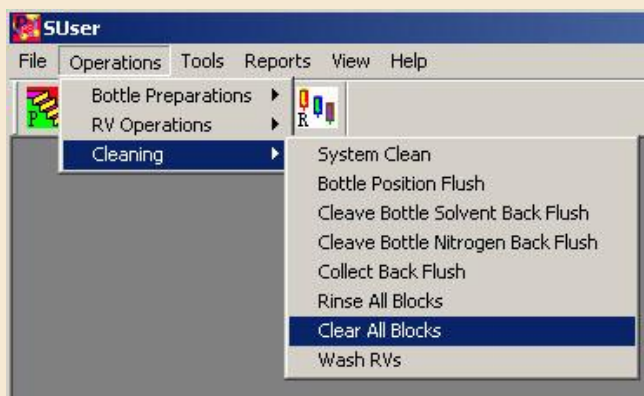 SUser
File Operations Tools Reports View Help
Bottle Preparations
RV Operations
Cleaning
P
R
System Clean
Bottle Position Flush
Cleave Bottle Solvent Back Flush
Cleave Bottle Nitrogen Back Flush
Collect Back Flush
Rinse All Blocks
Clear All Blocks
Wash RVs